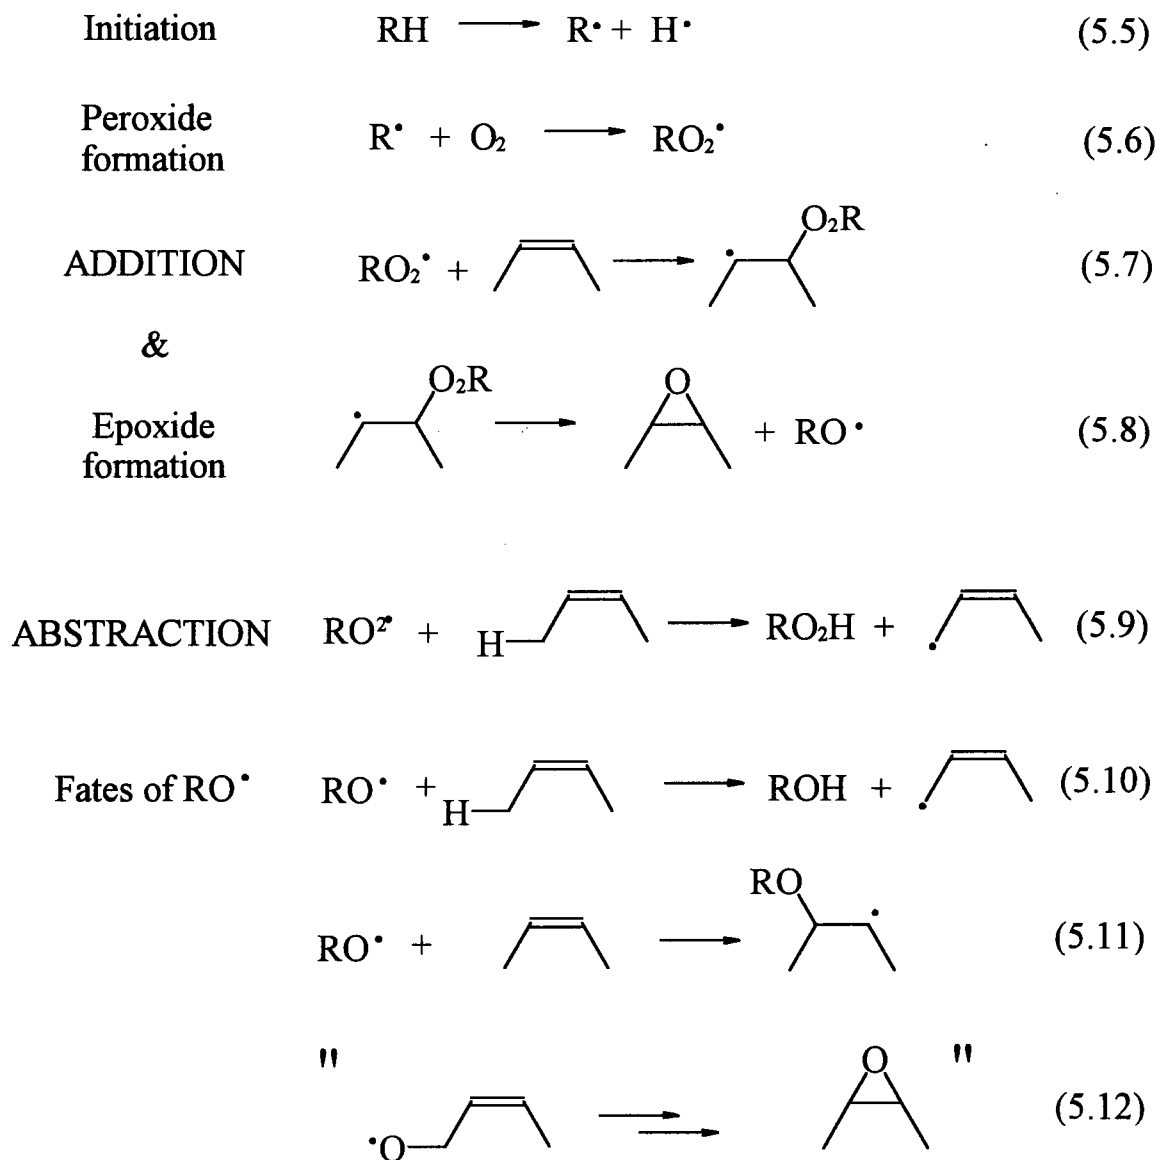 Initiation RH ⟶ R• + H• (5.5)
Peroxide
formation R• + O₂ ⟶ RO₂• (5.6)
O₂R
ADDITION RO₂• + ⟶ • (5.7)
&
O₂R O
Epoxide
formation • ⟶ + RO• (5.8)
ABSTRACTION RO²• + H ⟶ RO₂H + • (5.9)
Fates of RO• RO• + H ⟶ ROH + • (5.10)
RO
RO• + ⟶ • (5.11)
" O "
•O (5.12)